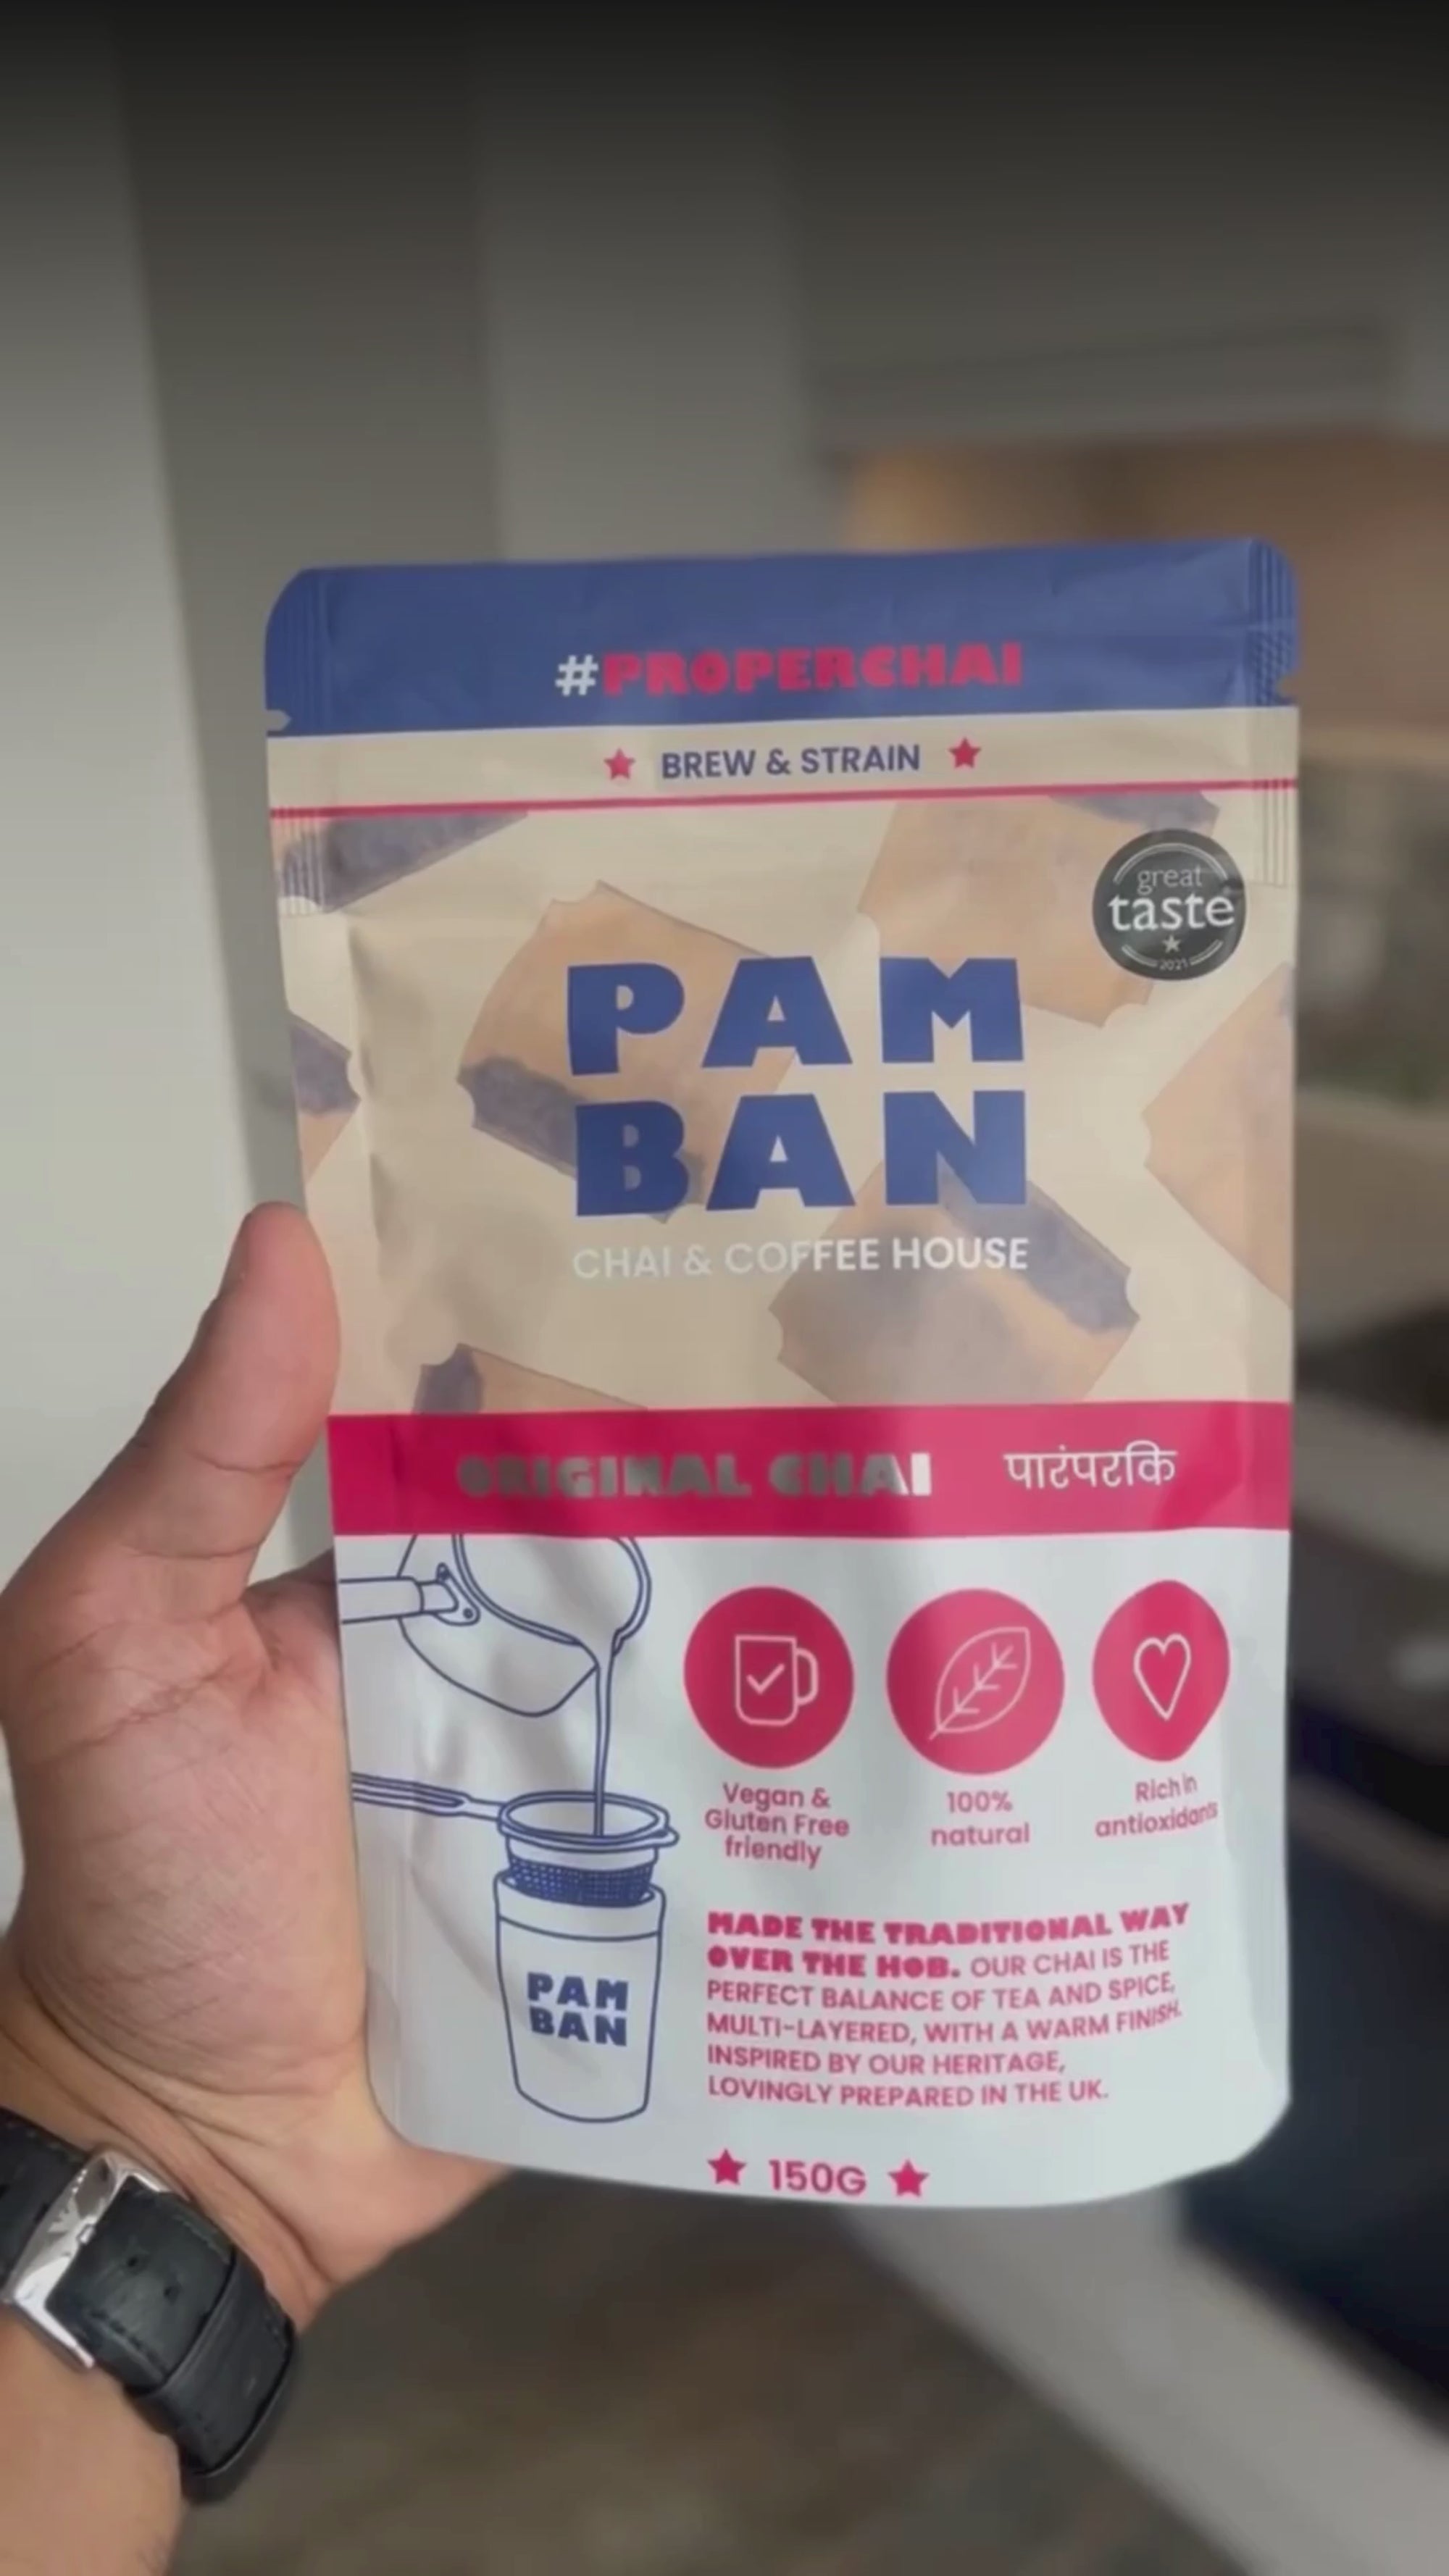 #PROPERCHAI
BREW & STRAIN
great
taste
2021
PAM
BAN
CHAI & COFFEE HOUSE
ORIGINAL CHAI पारंपरकि
Vegan &
Gluten Free
friendly
100%
natural
Rich in
antioxidants
MADE THE TRADITIONAL WAY
OVER THE HOB. OUR CHAI IS THE
PERFECT BALANCE OF TEA AND SPICE,
MULTI-LAYERED, WITH A WARM FINISH.
INSPIRED BY OUR HERITAGE,
LOVINGLY PREPARED IN THE UK.
PAM
BAN
150G